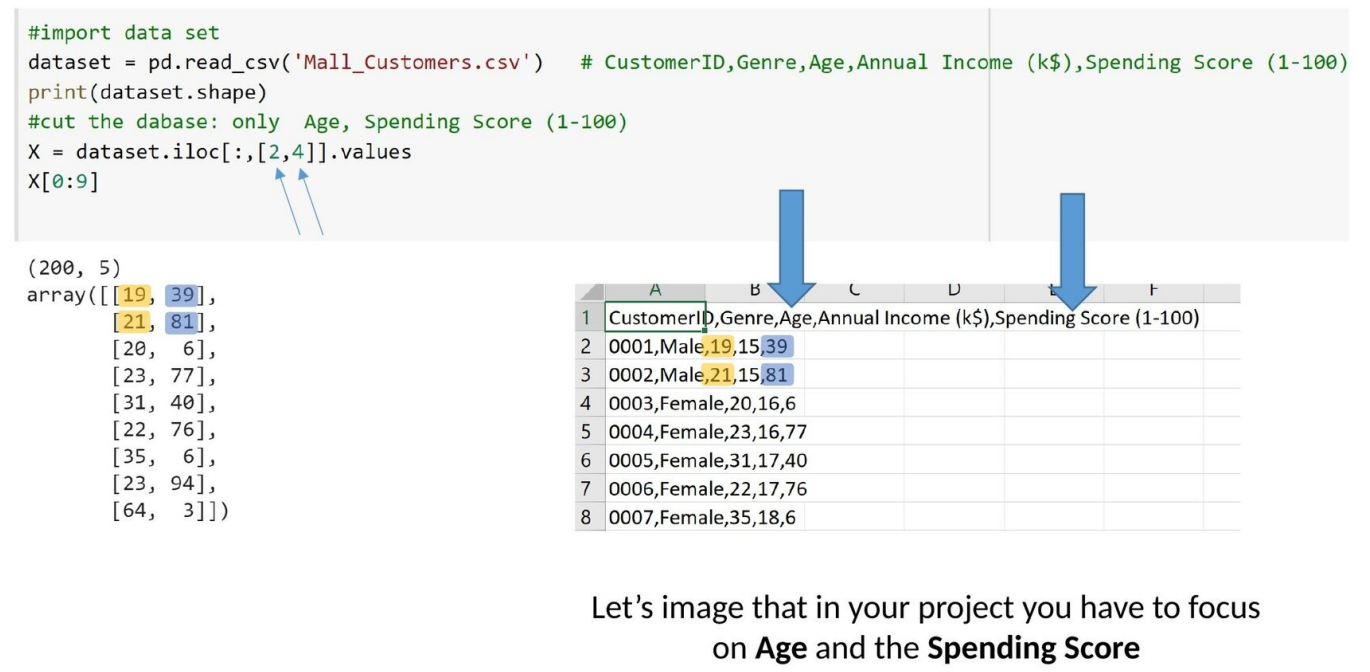 #import data set
dataset = pd.read_csv('Mall_Customers.csv')   # CustomerID,Genre,Age,Annual Income (k$),Spending Score (1-100)
print(dataset.shape)
#cut the dabase: only  Age, Spending Score (1-100)
X = dataset.iloc[:,[2,4]].values
X[0:9]
(200, 5)
array([[19, 39],
[21, 81],
[20,  6],
[23, 77],
[31, 40],
[22, 76],
[35,  6],
[23, 94],
[64,  3]])
A B C D E F
1 CustomerID,Genre,Age,Annual Income (k$),Spending Score (1-100)
2 0001,Male,19,15,39
3 0002,Male,21,15,81
4 0003,Female,20,16,6
5 0004,Female,23,16,77
6 0005,Female,31,17,40
7 0006,Female,22,17,76
8 0007,Female,35,18,6
Let's image that in your project you have to focus
on Age and the Spending Score